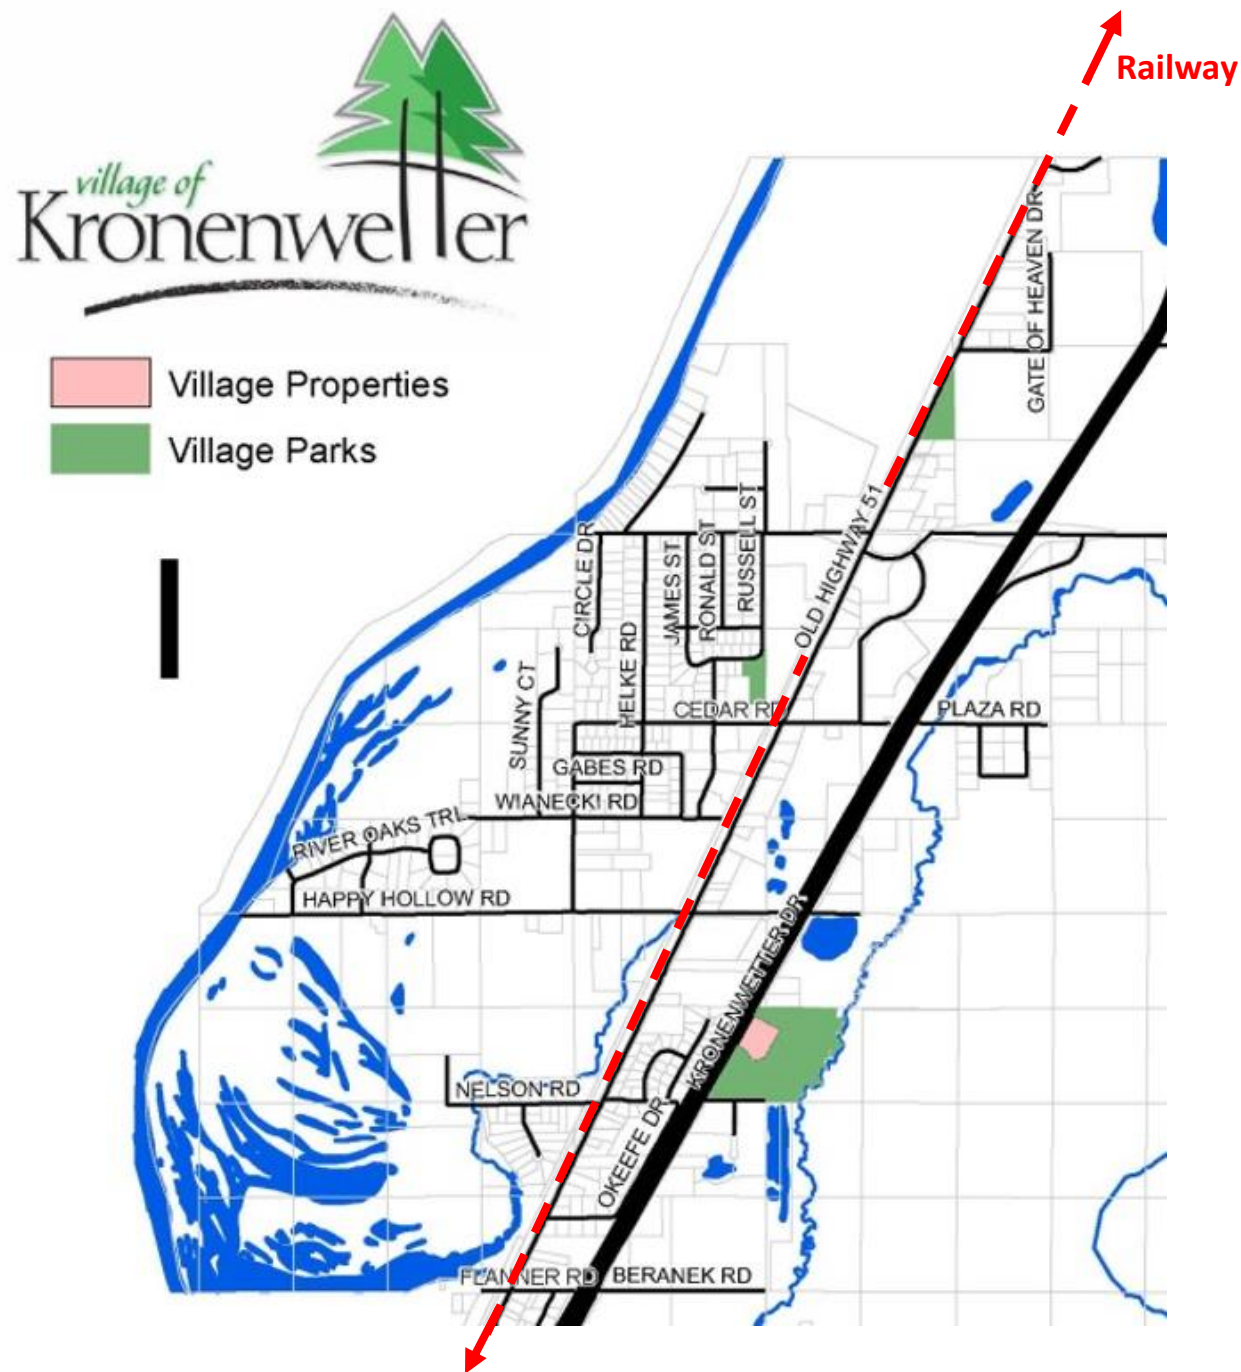 Railway
village of
Kronenwetter
Village Properties
Village Parks
GATE OF HEAVEN DR
OLD HIGHWAY 51
CIRCLE DR
JAMES ST
RONALD ST
RUSSELL ST
HELKE RD
SUNNY CT
CEDAR RD
PLAZA RD
GABES RD
WIANECKI RD
RIVER OAKS TRL
HAPPY HOLLOW RD
KRONENWETTER DR
NELSON RD
OKEEFE DR
FLANNER RD
BERANEK RD